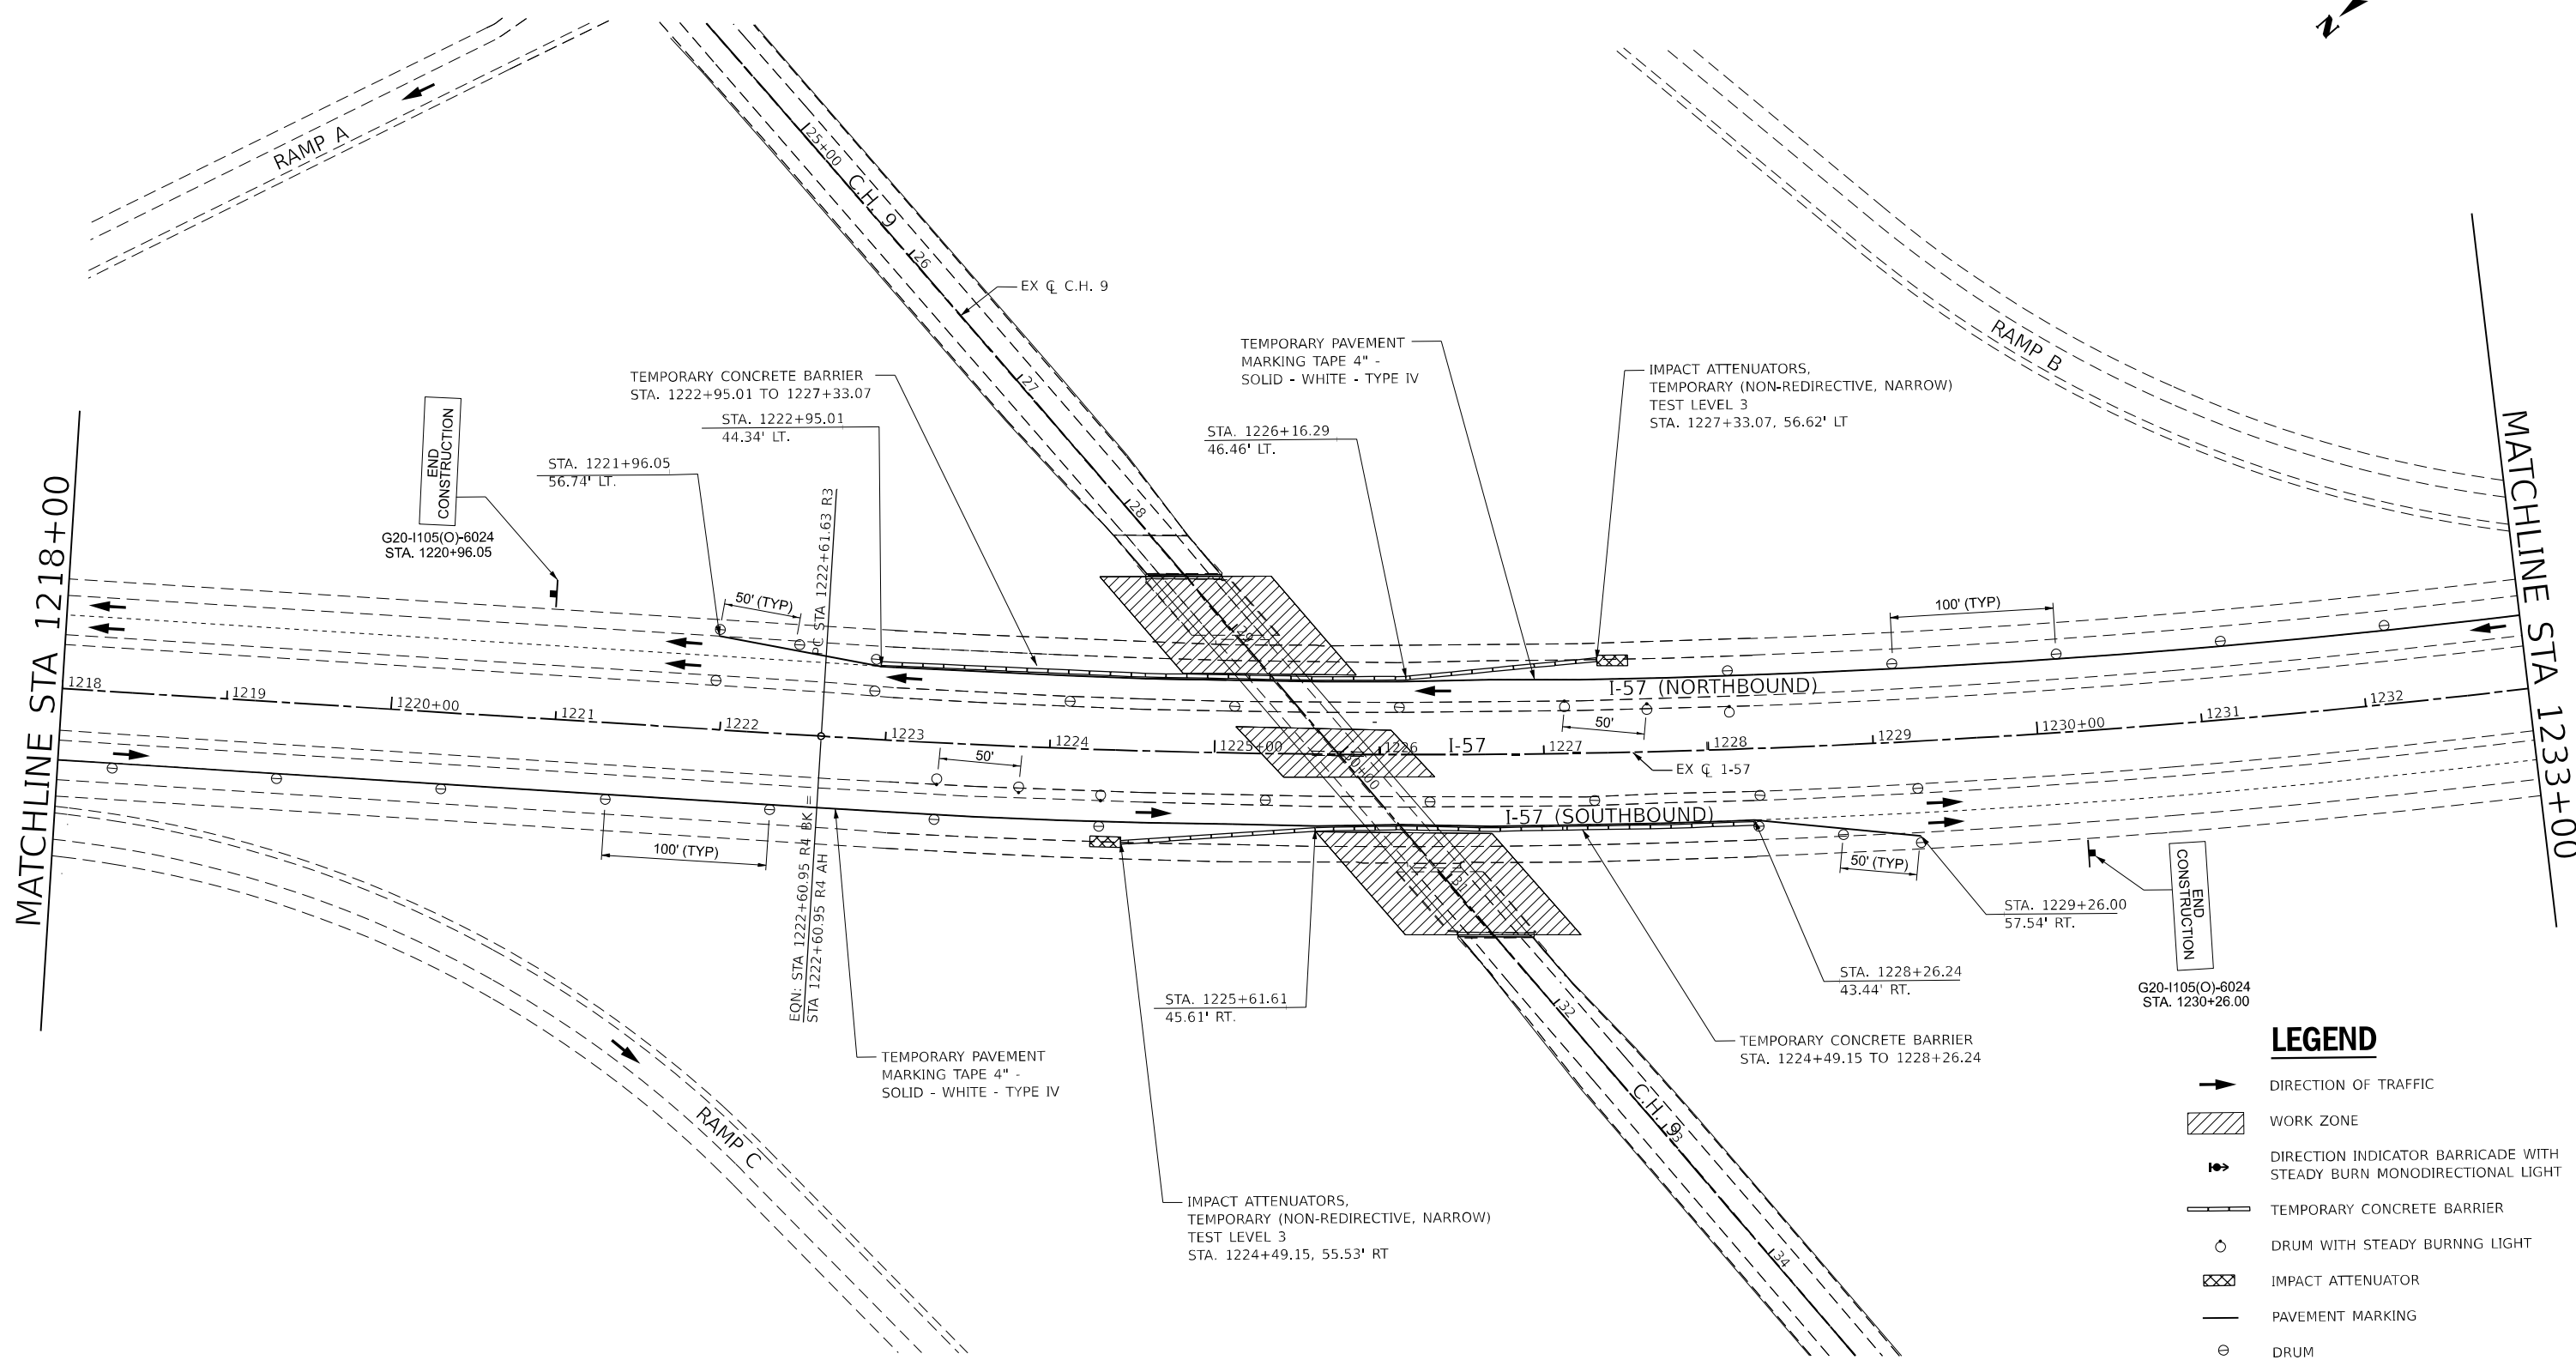 N
RAMP A
25+00
C.H. 9
26
27
28
29
EX ℄ C.H. 9
RAMP B
TEMPORARY CONCRETE BARRIER
STA. 1222+95.01 TO 1227+33.07
STA. 1222+95.01
44.34' LT.
STA. 1221+96.05
56.74' LT.
END
CONSTRUCTION
G20-I105(O)-6024
STA. 1220+96.05
TEMPORARY PAVEMENT
MARKING TAPE 4" -
SOLID - WHITE - TYPE IV
STA. 1226+16.29
46.46' LT.
IMPACT ATTENUATORS,
TEMPORARY (NON-REDIRECTIVE, NARROW)
TEST LEVEL 3
STA. 1227+33.07, 56.62' LT
MATCHLINE STA 1218+00
MATCHLINE STA 1233+00
50' (TYP)
PC STA 1222+61.63 R3
100' (TYP)
I-57 (NORTHBOUND)
50'
1218
1219
1220+00
1221
1222
1223
1224
1225+00
1226
I-57
1227
1228
1229
1230+00
1231
1232
EX ℄ 1-57
50'
30+00
I-57 (SOUTHBOUND)
100' (TYP)
50' (TYP)
EQN: STA 1222+60.95 R4 BK =
STA 1222+60.95 R4 AH
31
STA. 1229+26.00
57.54' RT.
END
CONSTRUCTION
G20-I105(O)-6024
STA. 1230+26.00
STA. 1228+26.24
43.44' RT.
STA. 1225+61.61
45.61' RT.
32
TEMPORARY CONCRETE BARRIER
STA. 1224+49.15 TO 1228+26.24
TEMPORARY PAVEMENT
MARKING TAPE 4" -
SOLID - WHITE - TYPE IV
RAMP C
C.H. 9
33
34
IMPACT ATTENUATORS,
TEMPORARY (NON-REDIRECTIVE, NARROW)
TEST LEVEL 3
STA. 1224+49.15, 55.53' RT
LEGEND
DIRECTION OF TRAFFIC
WORK ZONE
DIRECTION INDICATOR BARRICADE WITH
STEADY BURN MONODIRECTIONAL LIGHT
TEMPORARY CONCRETE BARRIER
DRUM WITH STEADY BURNNG LIGHT
IMPACT ATTENUATOR
PAVEMENT MARKING
DRUM